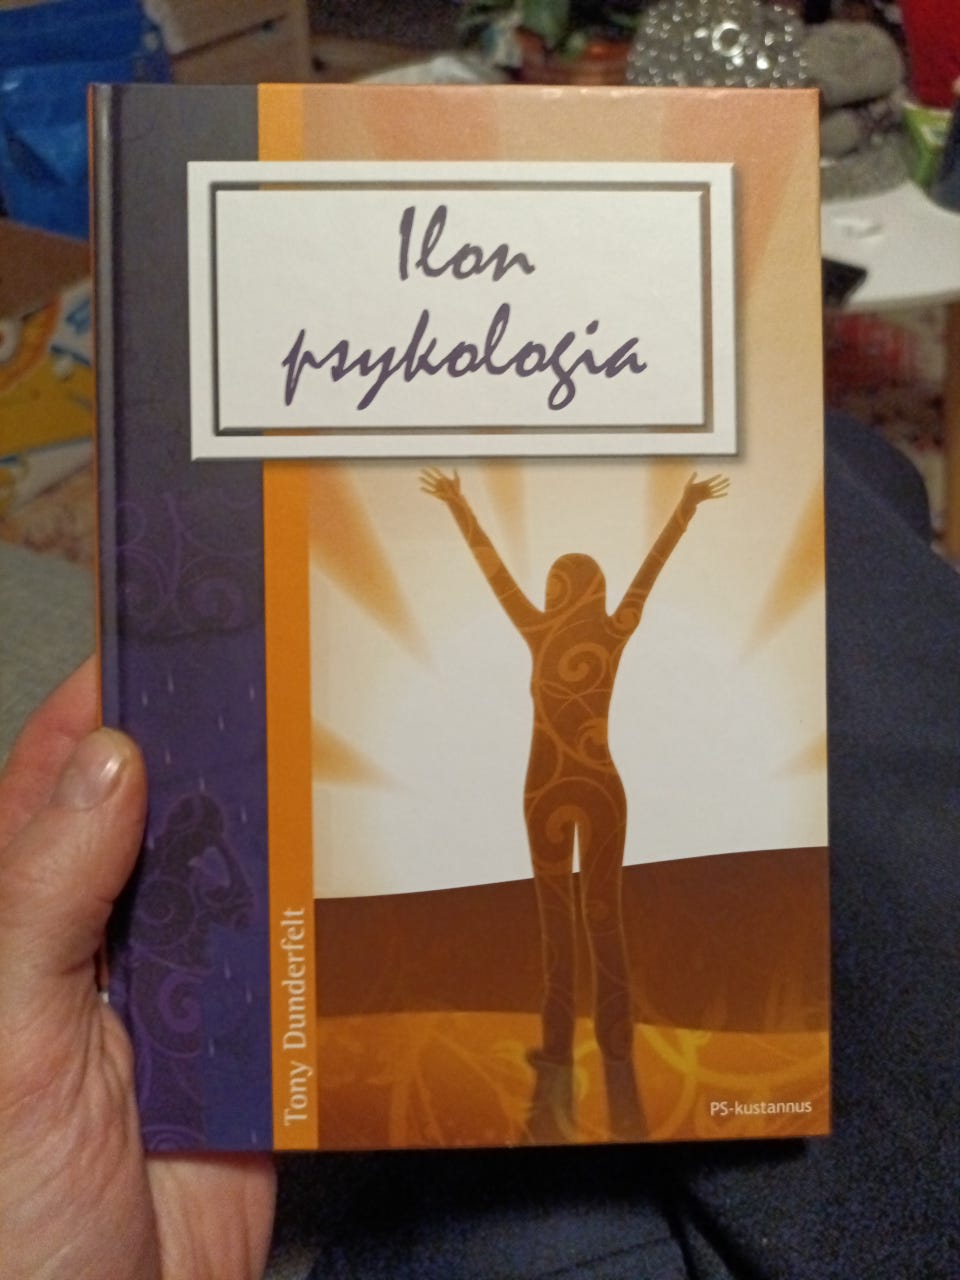 Ilon
psykologia
Tony Dunderfelt
PS-kustannus